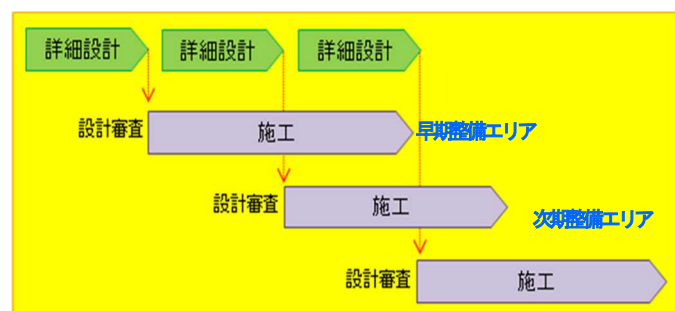 詳細設計 詳細設計 詳細設計
設計審査 施工 早期整備エリア
設計審査 施工
次期整備エリア
設計審査 施工